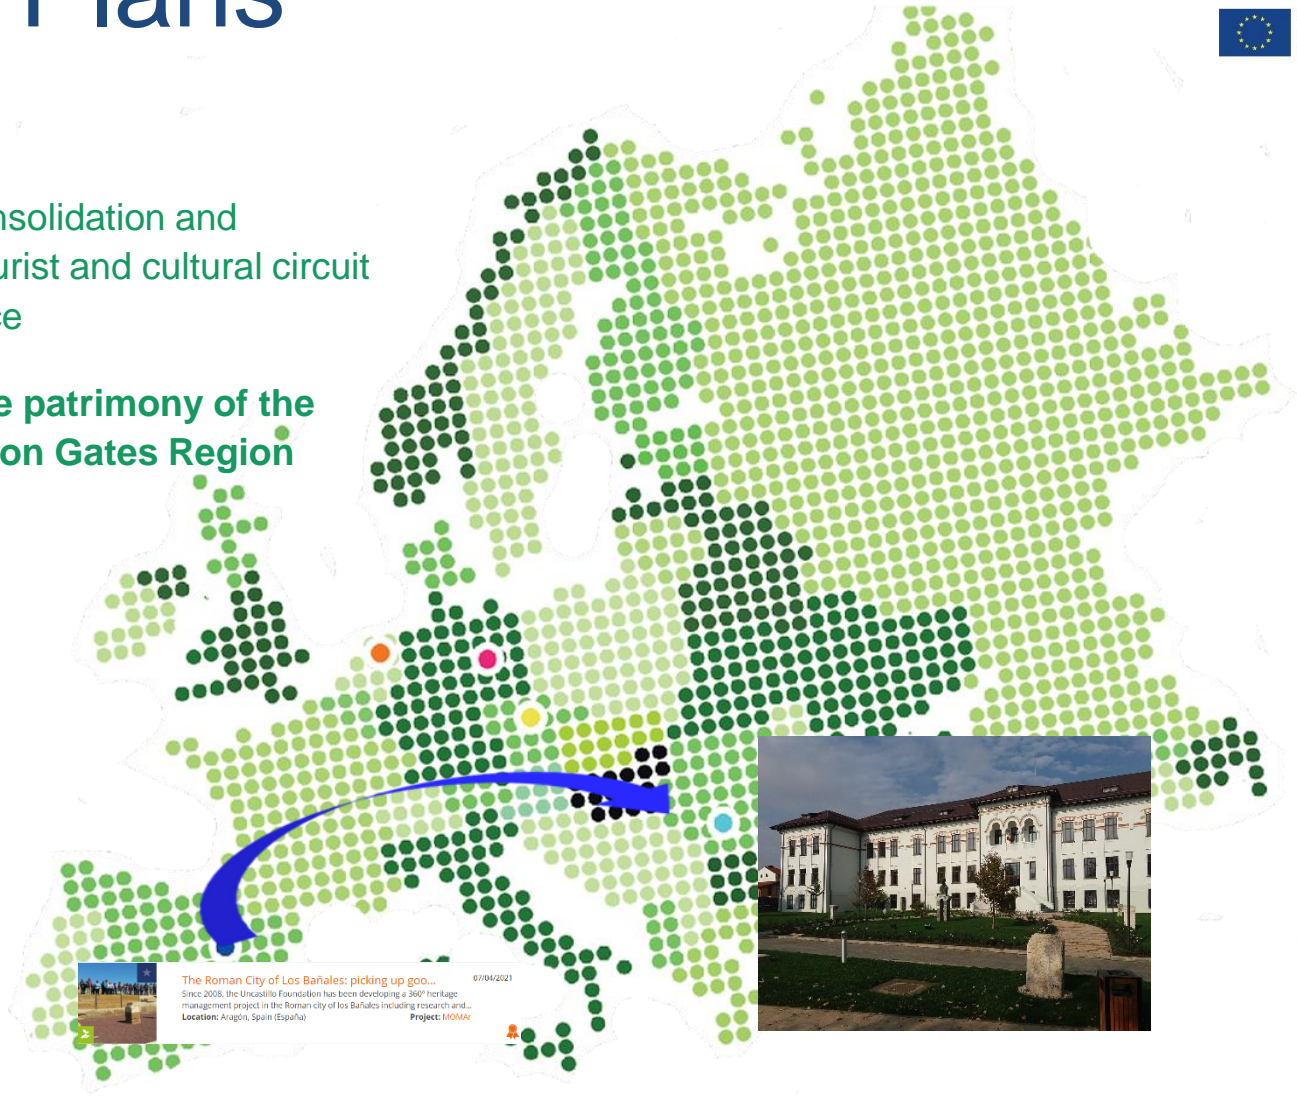 Plans
nsolidation and
urist and cultural circuit
ce
e patrimony of the
on Gates Region
The Roman City of Los Bañales: picking up goo...
07/04/2021
Since 2008, the Uncastillo Foundation has been developing a 360º heritage
management project in the Roman city of los Bañales including research and...
Location: Aragón, Spain (España)
Project: MOMAr